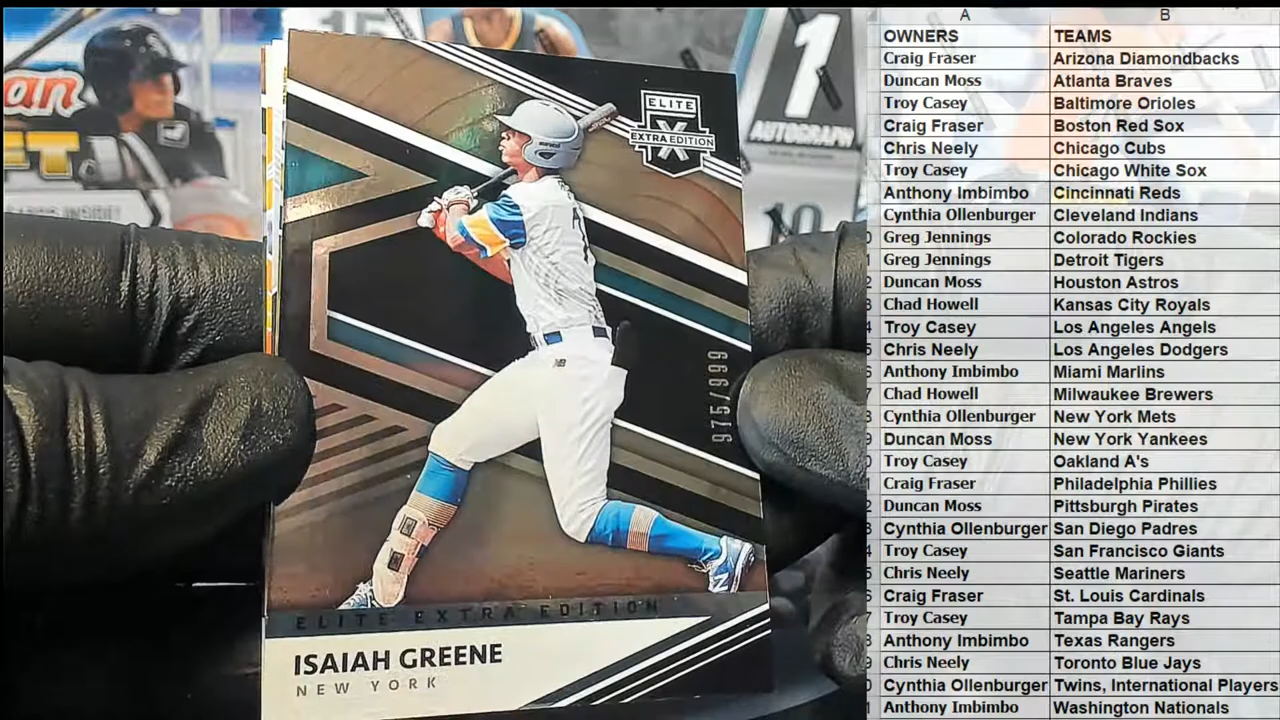 an
FT
CARDS INSIDE!
15
1
AUTOGRAPH
10
ELITE
X
EXTRA EDITION
975/999
ELITE EXTRA EDITION
ISAIAH GREENE
NEW YORK
A B
OWNERS TEAMS
Craig Fraser Arizona Diamondbacks
Duncan Moss Atlanta Braves
Troy Casey Baltimore Orioles
Craig Fraser Boston Red Sox
Chris Neely Chicago Cubs
Troy Casey Chicago White Sox
Anthony Imbimbo Cincinnati Reds
Cynthia Ollenburger Cleveland Indians
Greg Jennings Colorado Rockies
Greg Jennings Detroit Tigers
Duncan Moss Houston Astros
Chad Howell Kansas City Royals
Troy Casey Los Angeles Angels
Chris Neely Los Angeles Dodgers
Anthony Imbimbo Miami Marlins
Chad Howell Milwaukee Brewers
Cynthia Ollenburger New York Mets
Duncan Moss New York Yankees
Troy Casey Oakland A's
Craig Fraser Philadelphia Phillies
Duncan Moss Pittsburgh Pirates
Cynthia Ollenburger San Diego Padres
Troy Casey San Francisco Giants
Chris Neely Seattle Mariners
Craig Fraser St. Louis Cardinals
Troy Casey Tampa Bay Rays
Anthony Imbimbo Texas Rangers
Chris Neely Toronto Blue Jays
Cynthia Ollenburger Twins, International Players
Anthony Imbimbo Washington Nationals